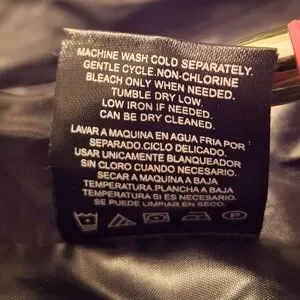 MACHINE WASH COLD SEPARATELY.
GENTLE CYCLE.NON-CHLORINE
BLEACH ONLY WHEN NEEDED.
TUMBLE DRY LOW.
LOW IRON IF NEEDED.
CAN BE DRY CLEANED.
LAVAR A MAQUINA EN AGUA FRIA POR
SEPARADO.CICLO DELICADO.
USAR UNICAMENTE BLANQUEADOR
SIN CLORO CUANDO NECESARIO.
SECAR A MAQUINA A BAJA
TEMPERATURA PLANCHA A BAJA
TEMPERATURA SI ES NECESARIO.
SE PUEDE LIMPIAR EN SECO.
P